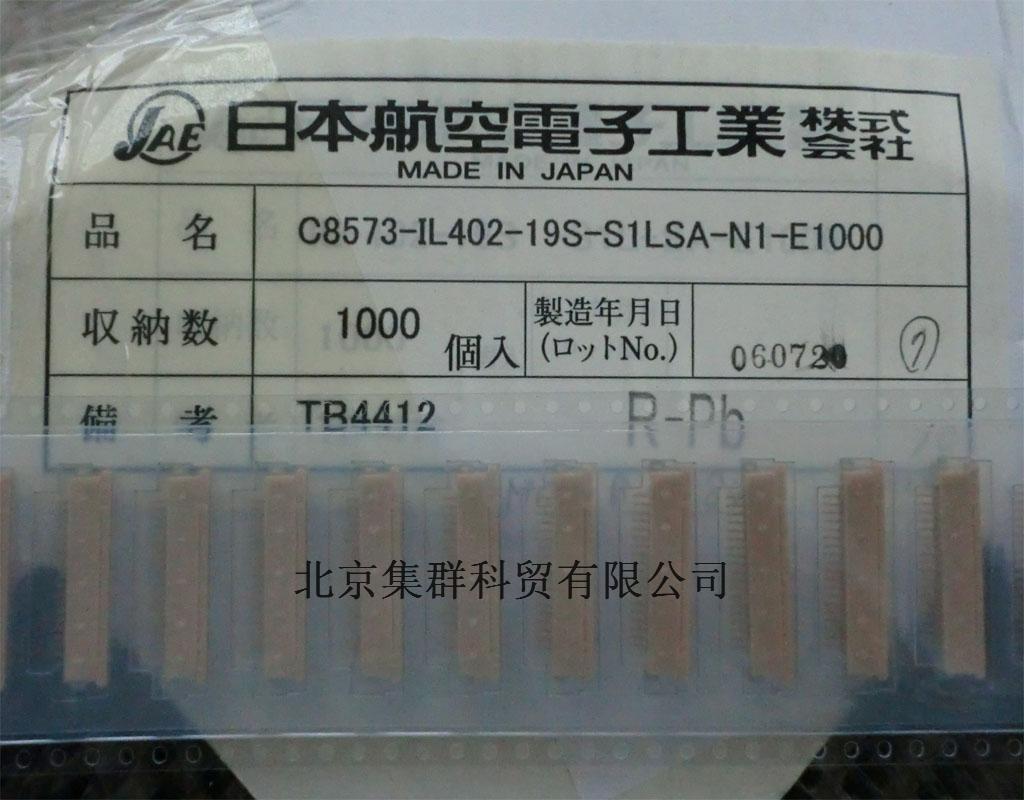 JAE 日本航空電子工業 株式会社
MADE IN JAPAN
品名 C8573-IL402-19S-S1LSA-N1-E1000
収納数 1000 個入 製造年月日 (ロットNo.) 060720 7
備考 TB4412 R-Pb
北京集群科贸有限公司